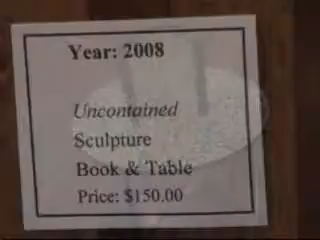 Year: 2008
Uncontained
Sculpture
Book & Table
Price: $150.00